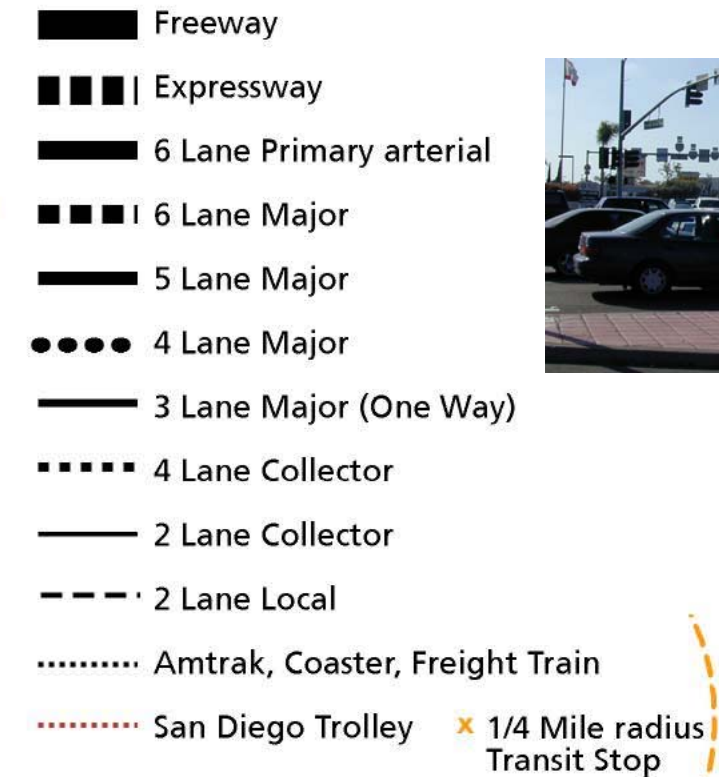 Freeway
Expressway
6 Lane Primary arterial
6 Lane Major
5 Lane Major
4 Lane Major
3 Lane Major (One Way)
4 Lane Collector
2 Lane Collector
2 Lane Local
Amtrak, Coaster, Freight Train
San Diego Trolley
x 1/4 Mile radius
Transit Stop